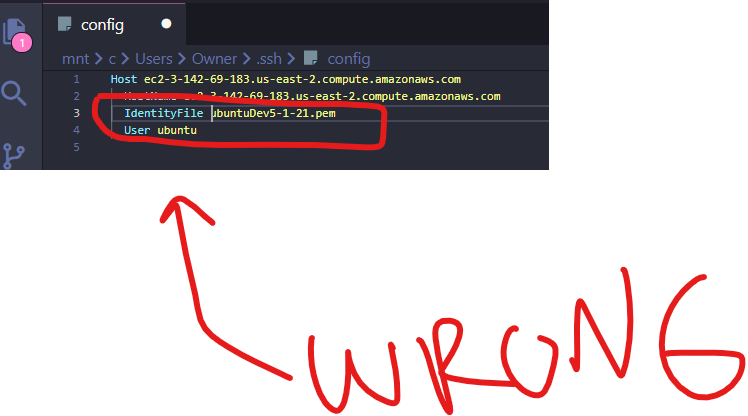 config
1
mnt > c > Users > Owner > .ssh > config
1 Host ec2-3-142-69-183.us-east-2.compute.amazonaws.com
2 HostName ec2-3-142-69-183.us-east-2.compute.amazonaws.com
3 IdentityFile ubuntuDev5-1-21.pem
4 User ubuntu
5
WRONG